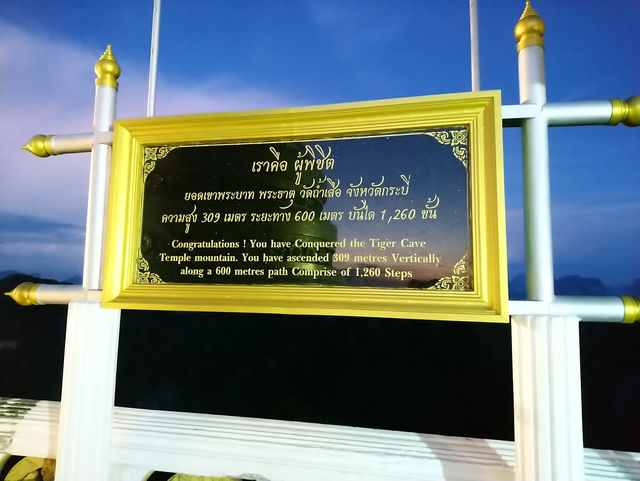 เราคือ ผู้พิชิต
ยอดเขาพระบาท พระธาตุ วัดถ้ำเสือ จังหวัดกระบี่
ความสูง 309 เมตร ระยะทาง 600 เมตร บันได 1,260 ขั้น
Congratulations ! You have Conquered the Tiger Cave
Temple mountain. You have ascended 309 metres Vertically
along a 600 metres path Comprise of 1,260 Steps